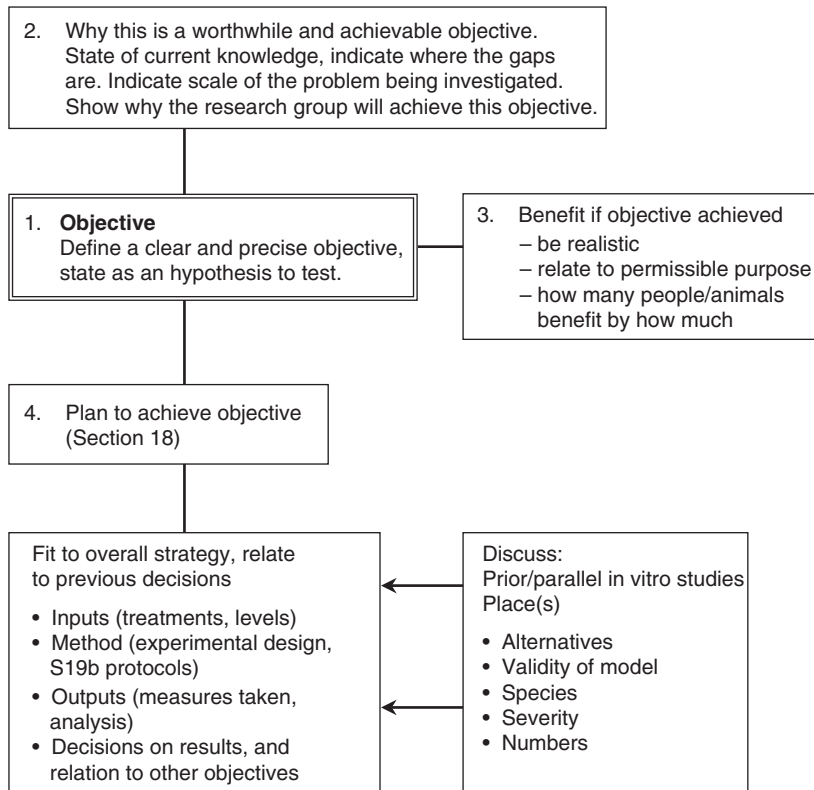 2. Why this is a worthwhile and achievable objective.
State of current knowledge, indicate where the gaps
are. Indicate scale of the problem being investigated.
Show why the research group will achieve this objective.
1. Objective
Define a clear and precise objective,
state as an hypothesis to test.
3. Benefit if objective achieved
– be realistic
– relate to permissible purpose
– how many people/animals
benefit by how much
4. Plan to achieve objective
(Section 18)
Fit to overall strategy, relate
to previous decisions
• Inputs (treatments, levels)
• Method (experimental design,
S19b protocols)
• Outputs (measures taken,
analysis)
• Decisions on results, and
relation to other objectives
Discuss:
Prior/parallel in vitro studies
Place(s)
• Alternatives
• Validity of model
• Species
• Severity
• Numbers